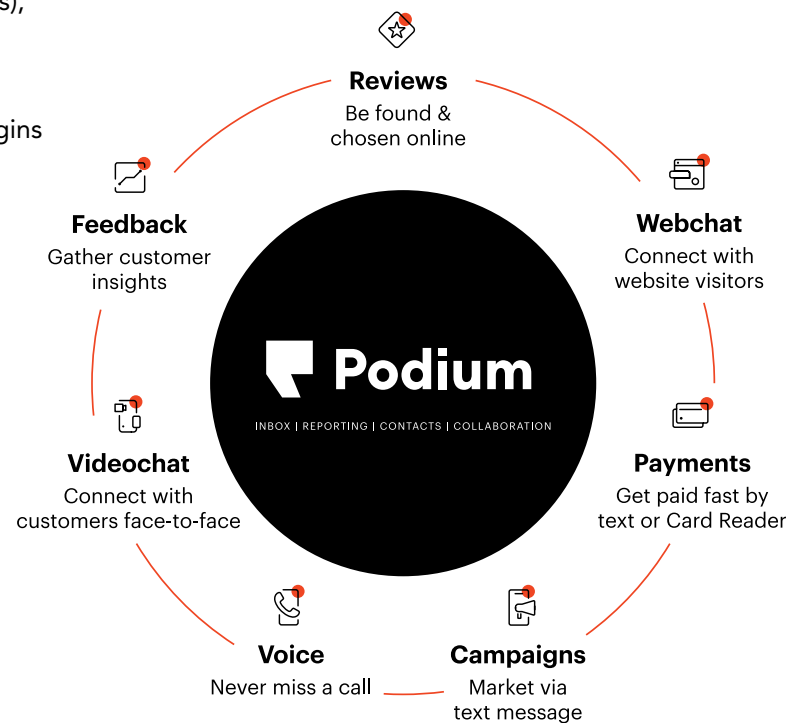 s),
gins
Reviews
Be found &
chosen online
Feedback
Gather customer
insights
Webchat
Connect with
website visitors
Podium
INBOX | REPORTING | CONTACTS | COLLABORATION
Videochat
Connect with
customers face-to-face
Payments
Get paid fast by
text or Card Reader
Voice
Never miss a call
Campaigns
Market via
text message